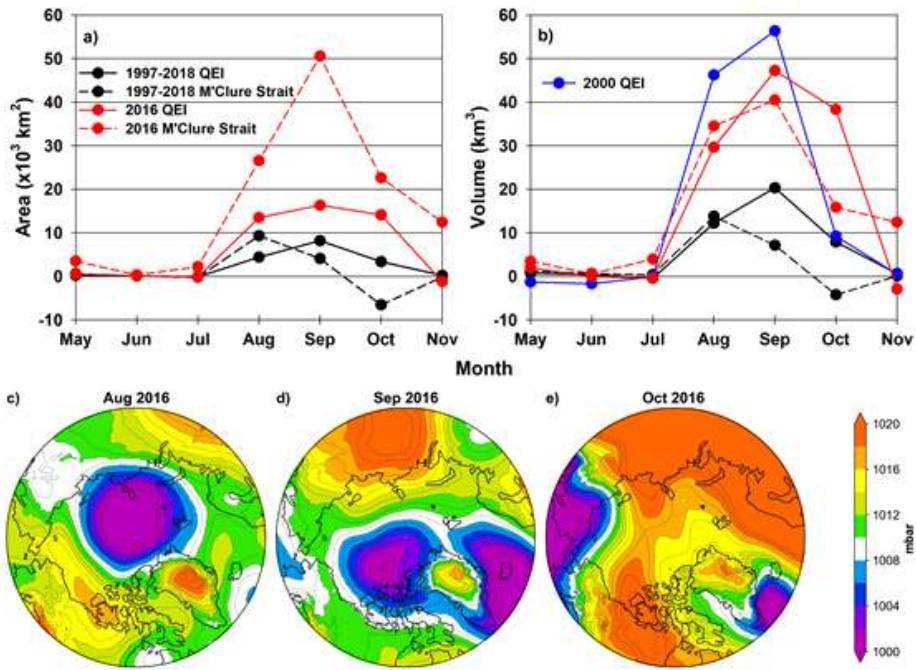 a)
60
50
40
30
20
10
0
-10
Area (x10³ km²)
1997-2018 QEI
1997-2018 M'Clure Strait
2016 QEI
2016 M'Clure Strait
May Jun Jul Aug Sep Oct Nov
b)
60
50
40
30
20
10
0
-10
Volume (km³)
2000 QEI
May Jun Jul Aug Sep Oct Nov
Month
c) Aug 2016
d) Sep 2016
e) Oct 2016
1020
1016
1012
1008
1004
1000
mbar